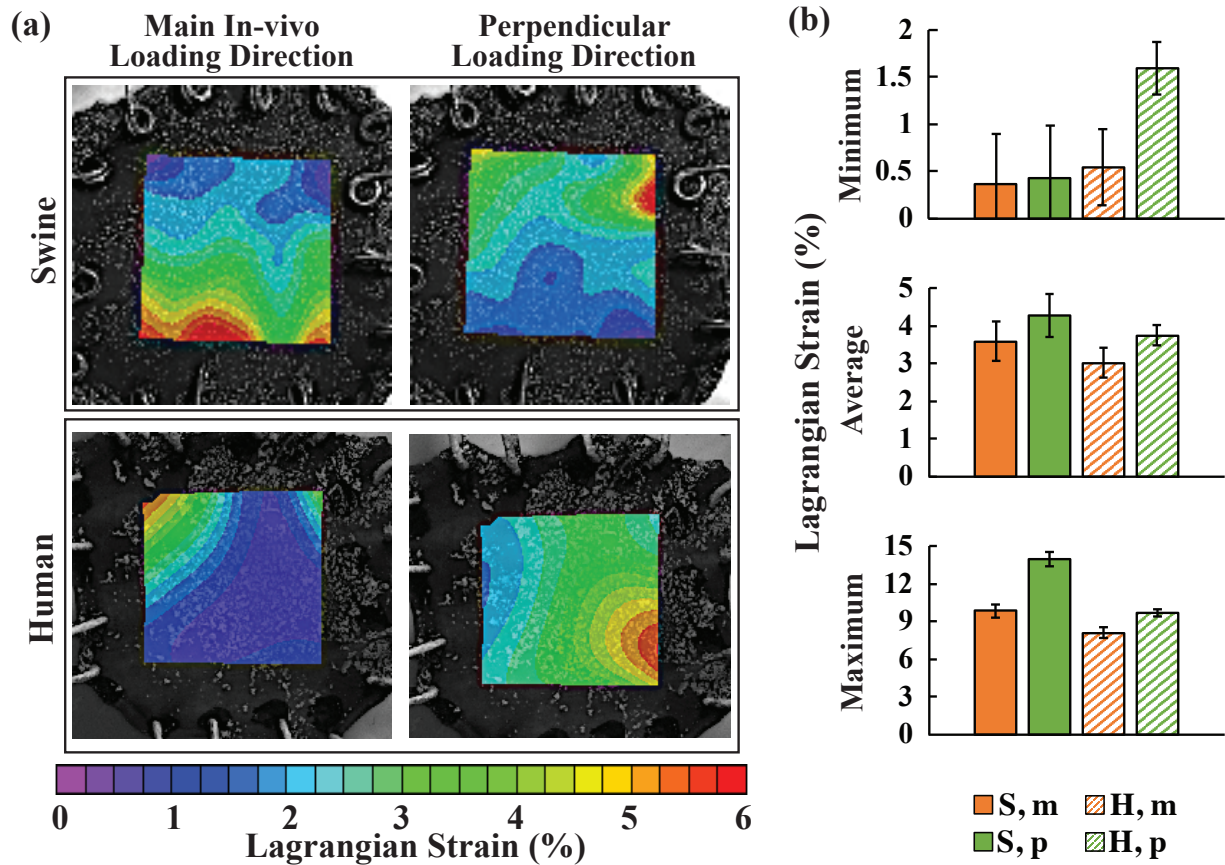 (a)
Main In-vivo
Loading Direction
Perpendicular
Loading Direction
Swine
Human
0 1 2 3 4 5 6
Lagrangian Strain (%)
(b)
Lagrangian Strain (%)
Minimum
2
1.5
1
0.5
0
Average
5
4
3
2
1
0
Maximum
15
12
9
6
3
0
S, m H, m
S, p H, p